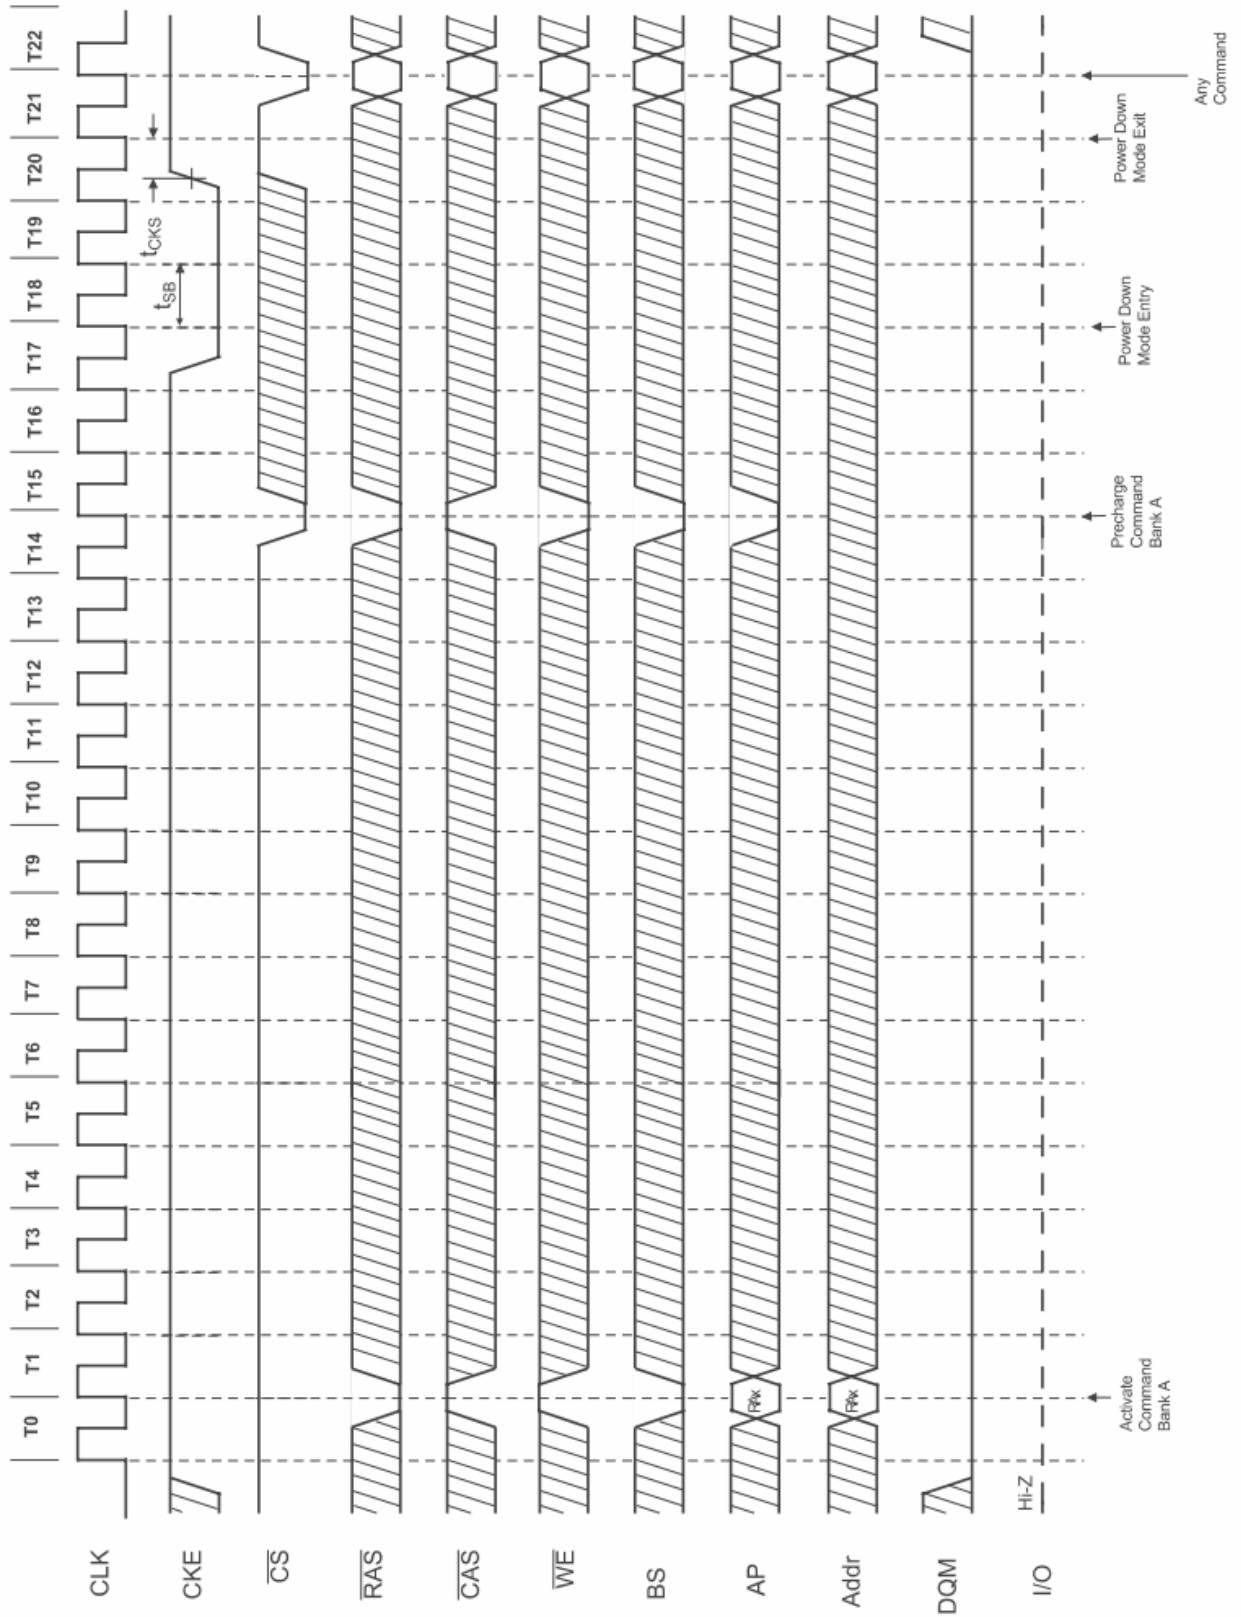 T0 T1 T2 T3 T4 T5 T6 T7 T8 T9 T10 T11 T12 T13 T14 T15 T16 T17 T18 T19 T20 T21 T22
CLK
CKE
tSB
tCKS
CS
RAS
CAS
WE
BS
AP
RAx
Addr
RAx
DQM
I/O
Hi-Z
Activate
Command
Bank A
Precharge
Command
Bank A
Power Down
Mode Entry
Power Down
Mode Exit
Any
Command